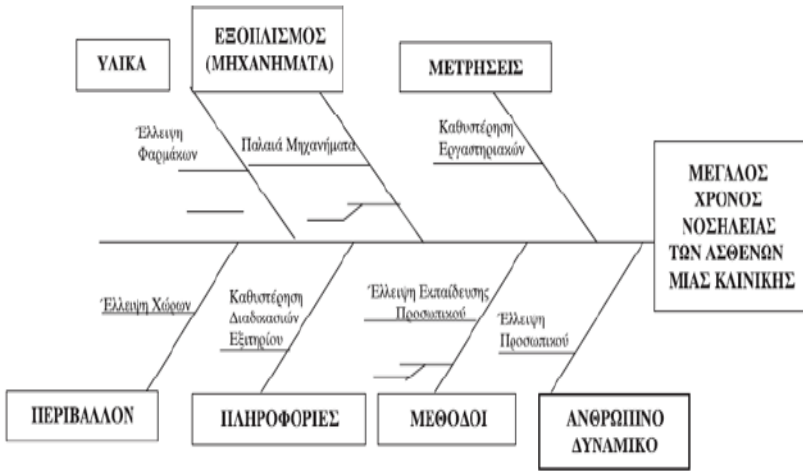 ΥΛΙΚΑ
ΕΞΟΠΛΙΣΜΟΣ
(ΜΗΧΑΝΗΜΑΤΑ)
ΜΕΤΡΗΣΕΙΣ
Έλλειψη
Φαρμάκων
Παλαιά Μηχανήματα
Καθυστέρηση
Εργαστηριακών
ΜΕΓΑΛΟΣ
ΧΡΟΝΟΣ
ΝΟΣΗΛΕΙΑΣ
ΤΩΝ ΑΣΘΕΝΩΝ
ΜΙΑΣ ΚΛΙΝΙΚΗΣ
Έλλειψη Χώρων
Καθυστέρηση
Διαδικασιών
Εξιτηρίου
Έλλειψη Εκπαίδευσης
Προσωπικού
Έλλειψη
Προσωπικού
ΠΕΡΙΒΑΛΛΟΝ
ΠΛΗΡΟΦΟΡΙΕΣ
ΜΕΘΟΔΟΙ
ΑΝΘΡΩΠΙΝΟ
ΔΥΝΑΜΙΚΟ